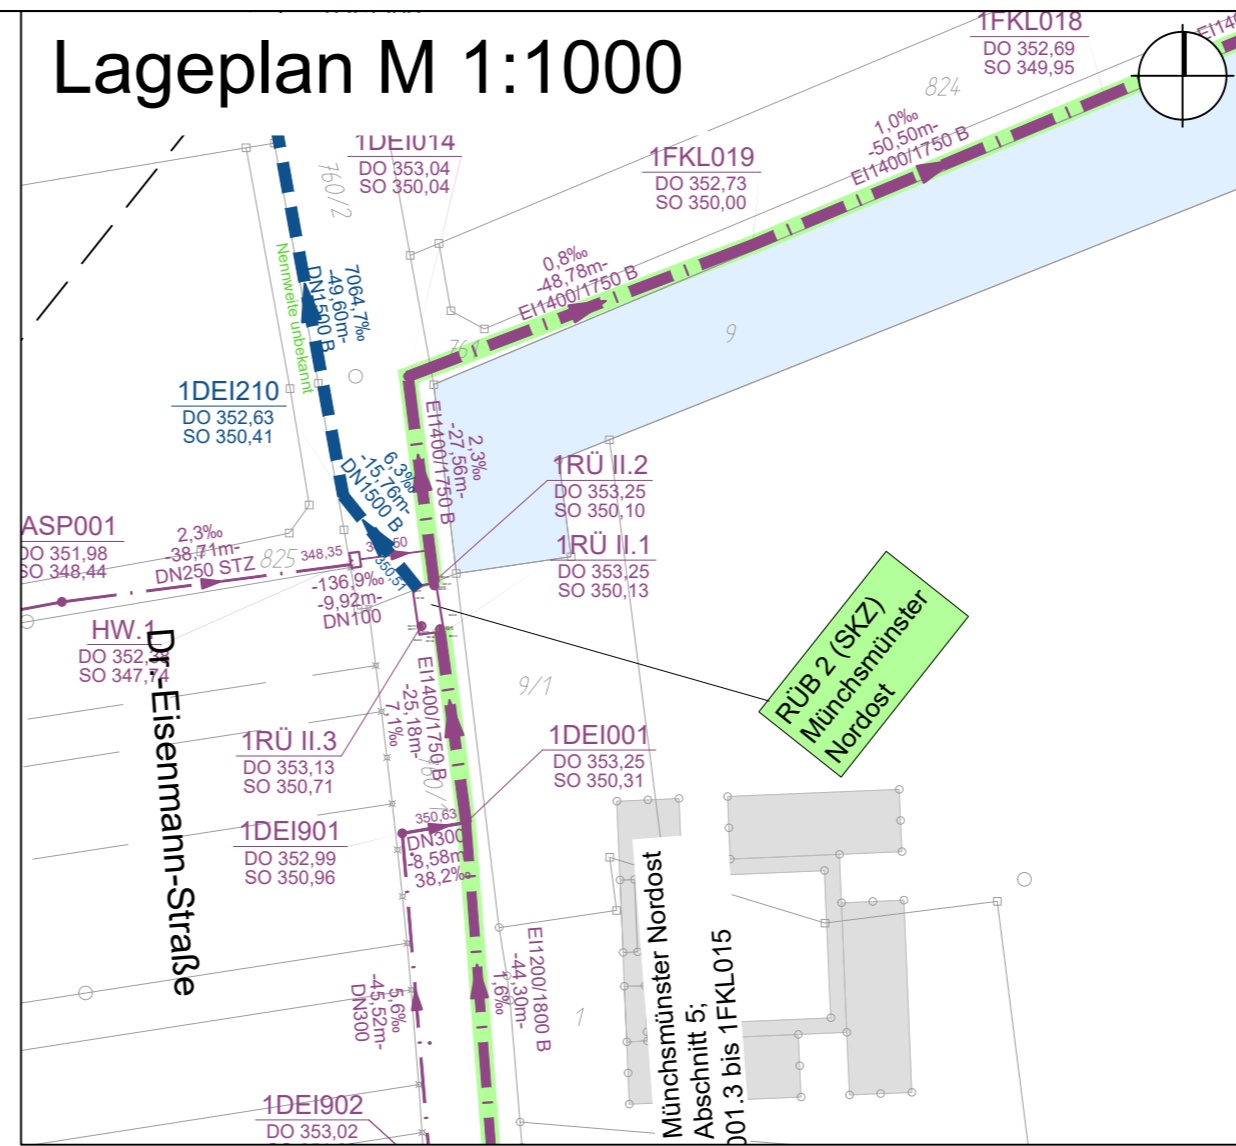 Lageplan M 1:1000
1FKL018
DO 352,69
SO 349,95
824
1,0‰
-50,50m-
EI1400/1750 B
1DEI014
DO 353,04
SO 350,04
760/2
1FKL019
DO 352,73
SO 350,00
0,8‰
-48,78m-
EI1400/1750 B
9
7064,7‰
-49,60m-
DN1500 B
Nennweite unbekannt
1DEI210
DO 352,63
SO 350,41
6,3‰
-15,76m-
DN1500 B
350,51
2,3‰
-27,56m-
EI1400/1750 B
1RÜ II.2
DO 353,25
SO 350,10
1RÜ II.1
DO 353,25
SO 350,13
ASP001
DO 351,98
SO 348,44
2,3‰
-38,71m-
DN250 STZ
825
348,35
-136,9‰
-9,92m-
DN100
HW.1
DO 352,38
SO 347,74
Dr.-Eisenmann-Straße
RÜB 2 (SKZ)
Münchsmünster
Nordost
9/1
EI1400/1750 B
-25,18m-
7,1‰
1RÜ II.3
DO 353,13
SO 350,71
1DEI001
DO 353,25
SO 350,31
1DEI901
DO 352,99
SO 350,96
350,63
DN300
-8,58m
38,2‰
EI1200/1800 B
-44,30m-
1,6‰
5,6‰
-45,52m-
DN300
1
Münchsmünster Nordost
Abschnitt 5;
001.3 bis 1FKL015
1DEI902
DO 353,02